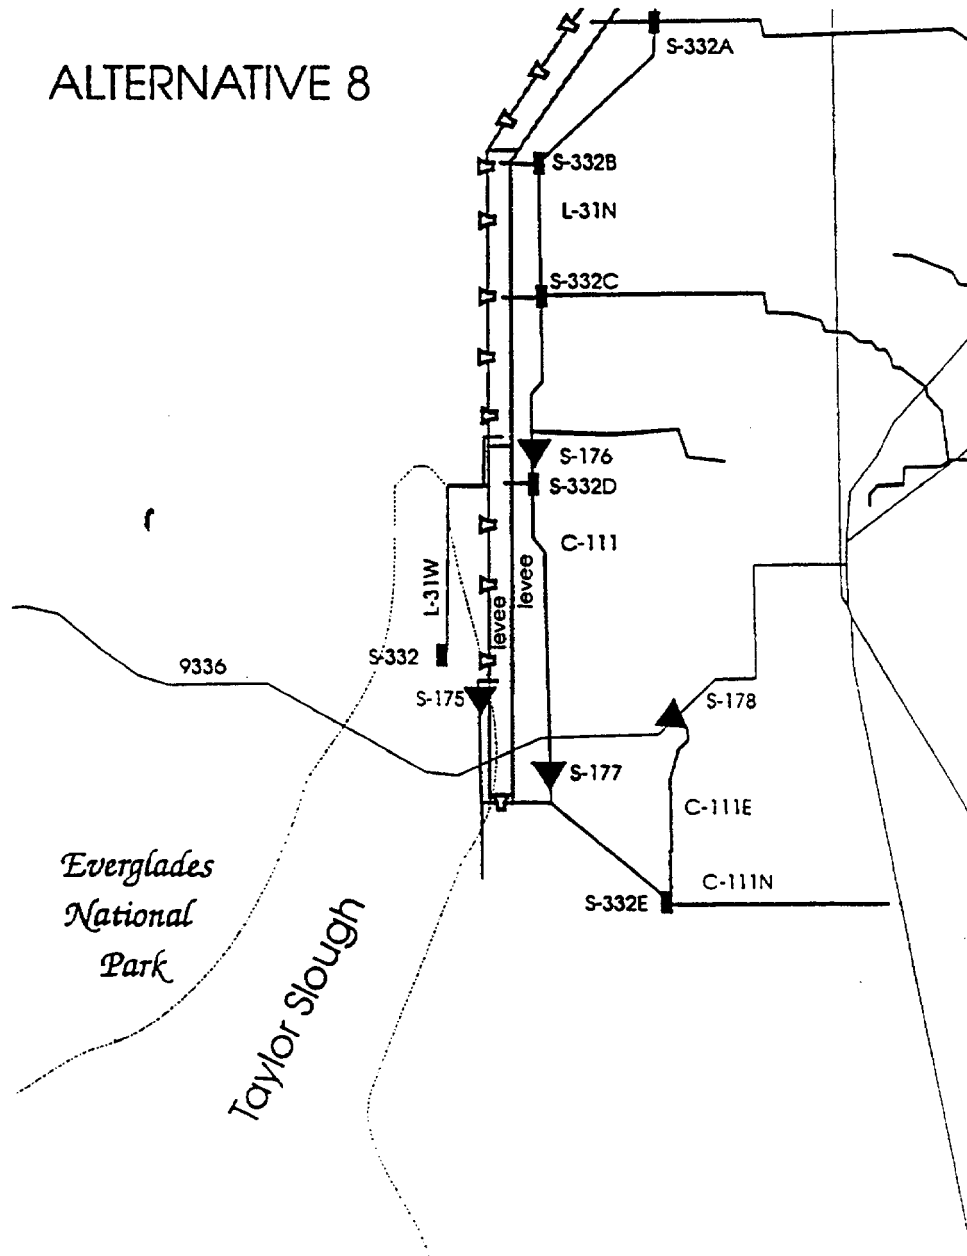 S-332A
ALTERNATIVE 8
S-332B
L-31N
S-332C
S-176
S-332D
C-111
levee
L-31W
levee
S-332
9336
S-175
S-178
S-177
C-111E
Everglades
National
Park
C-111N
S-332E
Taylor Slough